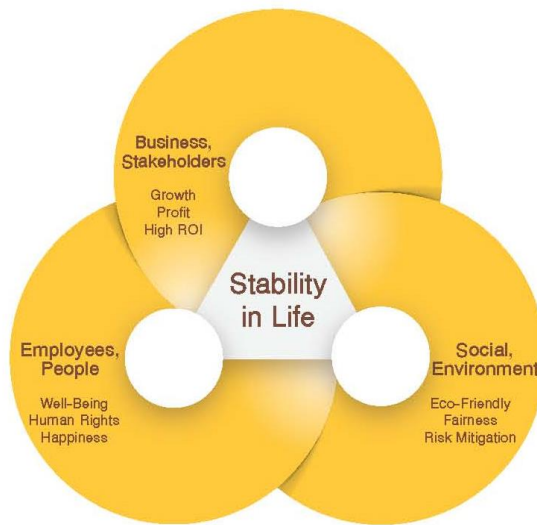 Business,
Stakeholders
Growth
Profit
High ROI
Stability
in Life
Employees,
People
Well-Being
Human Rights
Happiness
Social,
Environment
Eco-Friendly
Fairness
Risk Mitigation